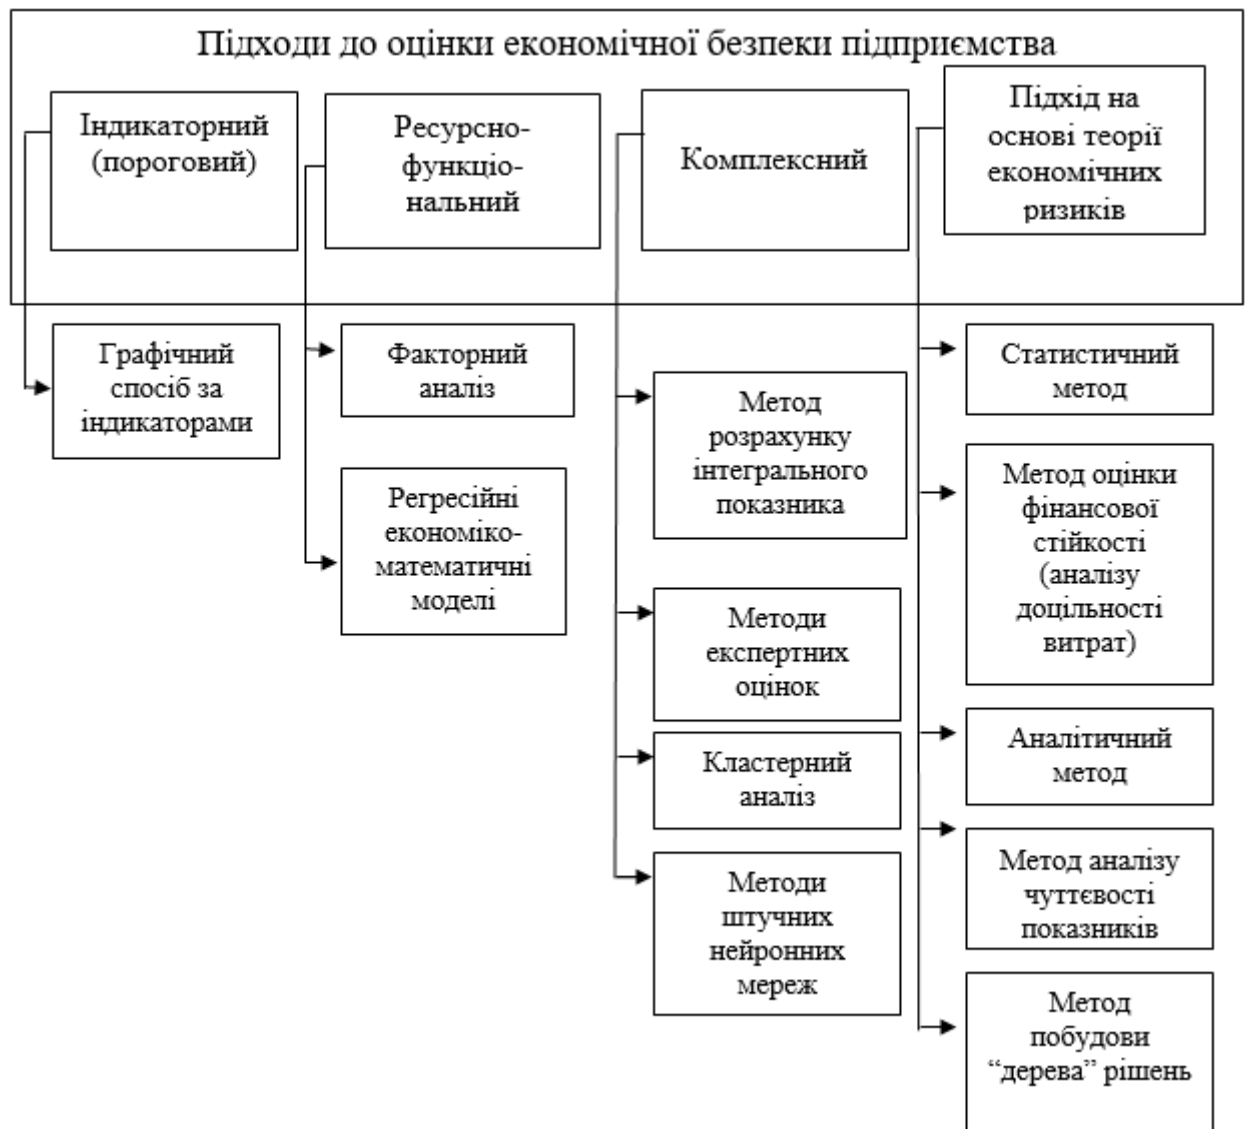 Підходи до оцінки економічної безпеки підприємства
Індикаторний
(пороговий)
Ресурсно-
функціо-
нальний
Комплексний
Підхід на
основі теорії
економічних
ризиків
Графічний
спосіб за
індикаторами
Факторний
аналіз
Регресійні
економіко-
математичні
моделі
Метод
розрахунку
інтегрального
показника
Методи
експертних
оцінок
Кластерний
аналіз
Методи
штучних
нейронних
мереж
Статистичний
метод
Метод оцінки
фінансової
стійкості
(аналізу
доцільності
витрат)
Аналітичний
метод
Метод аналізу
чуттєвості
показників
Метод
побудови
“дерева” рішень